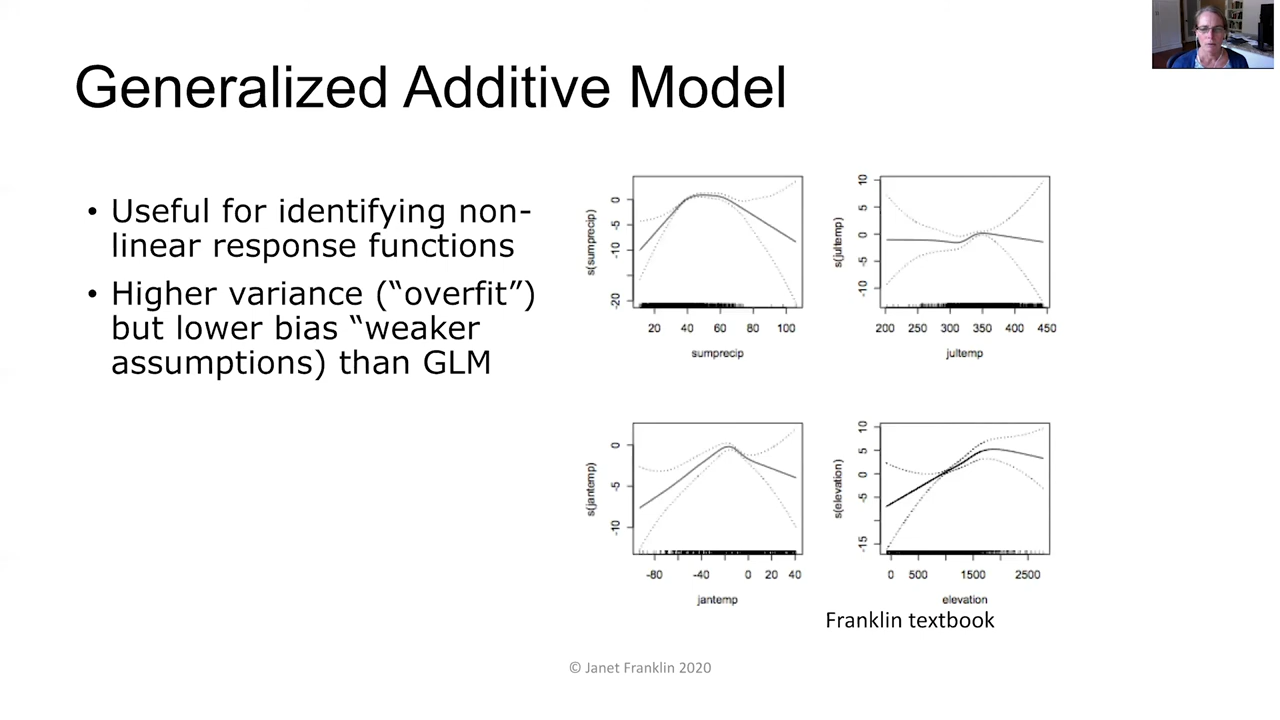 Generalized Additive Model
• Useful for identifying non-
linear response functions
• Higher variance (“overfit”)
but lower bias “weaker
assumptions) than GLM
s(sumprecip)
0
-5
-10
-20
20 40 60 80 100
sumprecip
s(jultemp)
10
5
0
-5
-10
200 250 300 350 400 450
jultemp
s(jantemp)
0
-5
-10
-80 -40 0 20 40
jantemp
s(elevation)
10
5
0
-5
-15
0 500 1500 2500
elevation
Franklin textbook
© Janet Franklin 2020